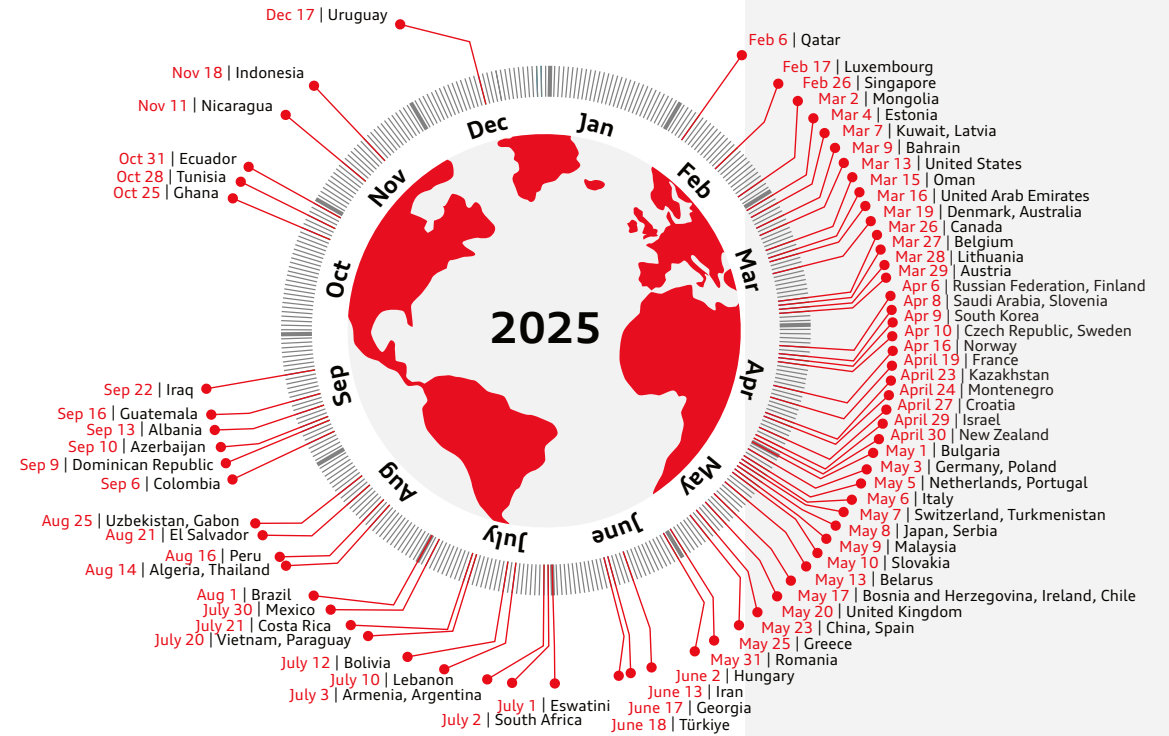 Dec 17 | Uruguay
Nov 18 | Indonesia
Nov 11 | Nicaragua
Oct 31 | Ecuador
Oct 28 | Tunisia
Oct 25 | Ghana
Sep 22 | Iraq
Sep 16 | Guatemala
Sep 13 | Albania
Sep 10 | Azerbaijan
Sep 9 | Dominican Republic
Sep 6 | Colombia
Aug 25 | Uzbekistan, Gabon
Aug 21 | El Salvador
Aug 16 | Peru
Aug 14 | Algeria, Thailand
Aug 1 | Brazil
July 30 | Mexico
July 21 | Costa Rica
July 20 | Vietnam, Paraguay
July 12 | Bolivia
July 10 | Lebanon
July 3 | Armenia, Argentina
July 2 | South Africa
July 1 | Eswatini
Jan
Feb
Mar
Apr
May
June
July
Aug
Sep
Oct
Nov
Dec
2025
Feb 6 | Qatar
Feb 17 | Luxembourg
Feb 26 | Singapore
Mar 2 | Mongolia
Mar 4 | Estonia
Mar 7 | Kuwait, Latvia
Mar 9 | Bahrain
Mar 13 | United States
Mar 15 | Oman
Mar 16 | United Arab Emirates
Mar 19 | Denmark, Australia
Mar 26 | Canada
Mar 27 | Belgium
Mar 28 | Lithuania
Mar 29 | Austria
Apr 6 | Russian Federation, Finland
Apr 8 | Saudi Arabia, Slovenia
Apr 9 | South Korea
Apr 10 | Czech Republic, Sweden
Apr 16 | Norway
April 19 | France
April 23 | Kazakhstan
April 24 | Montenegro
April 27 | Croatia
April 29 | Israel
April 30 | New Zealand
May 1 | Bulgaria
May 3 | Germany, Poland
May 5 | Netherlands, Portugal
May 6 | Italy
May 7 | Switzerland, Turkmenistan
May 8 | Japan, Serbia
May 9 | Malaysia
May 10 | Slovakia
May 13 | Belarus
May 17 | Bosnia and Herzegovina, Ireland, Chile
May 20 | United Kingdom
May 23 | China, Spain
May 25 | Greece
May 31 | Romania
June 2 | Hungary
June 13 | Iran
June 17 | Georgia
June 18 | Türkiye